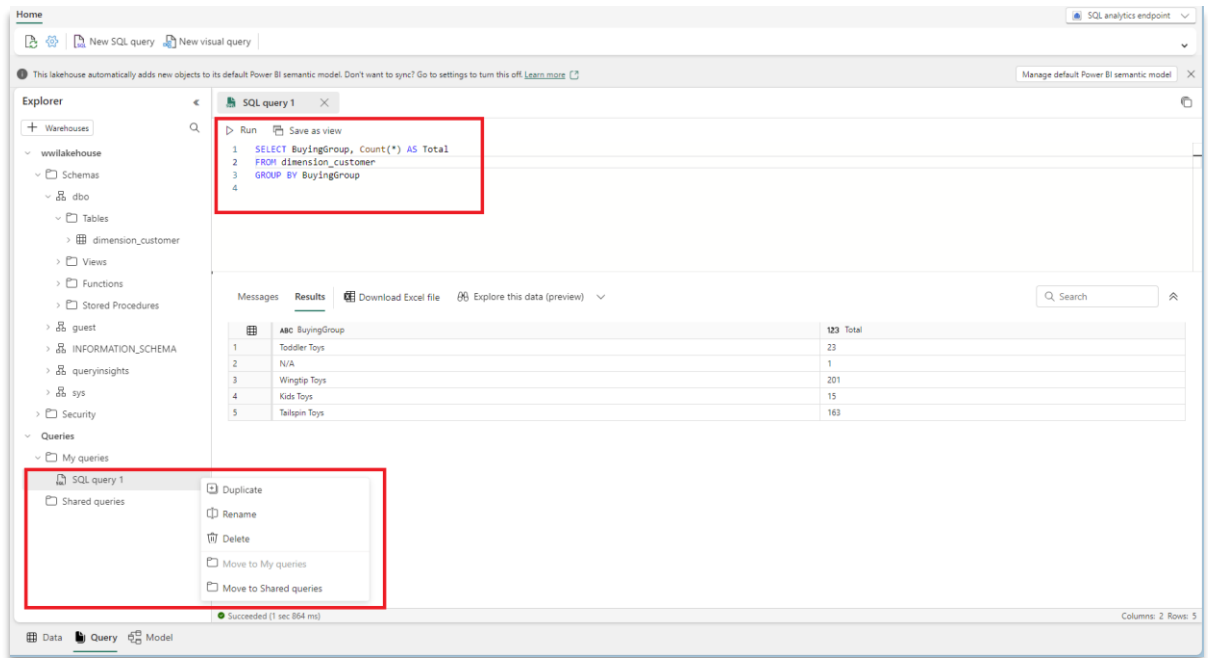 Home
SQL analytics endpoint
New SQL query New visual query
This lakehouse automatically adds new objects to its default Power BI semantic model. Don't want to sync? Go to settings to turn this off. Learn more
Manage default Power BI semantic model
Explorer
SQL query 1
+ Warehouses
Run Save as view
1 SELECT BuyingGroup, Count(*) AS Total
2 FROM dimension_customer
3 GROUP BY BuyingGroup
4
wwilakehouse
Schemas
dbo
Tables
dimension_customer
Views
Functions
Stored Procedures
guest
INFORMATION_SCHEMA
queryinsights
sys
Security
Queries
My queries
SQL query 1
Shared queries
Messages Results Download Excel file Explore this data (preview) Search
ABC BuyingGroup 123 Total
1 Toddler Toys 23
2 N/A 1
3 Wingtip Toys 201
4 Kids Toys 15
5 Tailspin Toys 163
Duplicate
Rename
Delete
Move to My queries
Move to Shared queries
Succeeded (1 sec 864 ms) Columns: 2 Rows: 5
Data Query Model